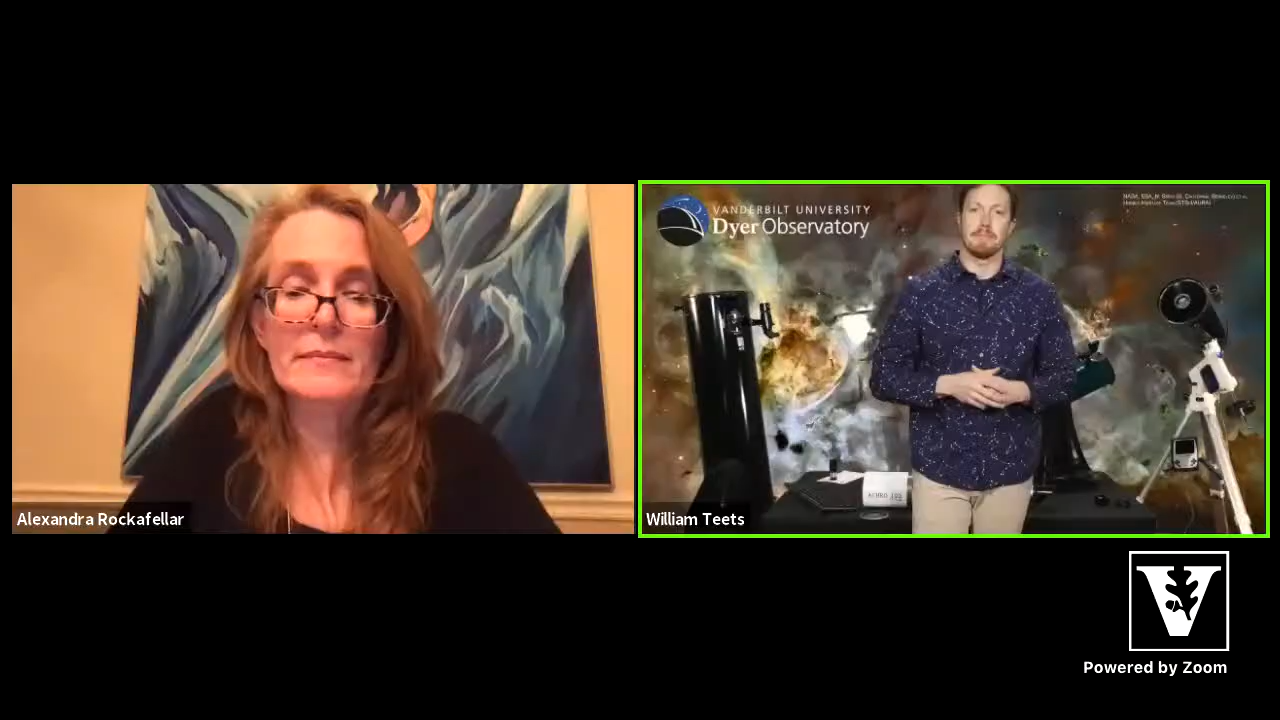 VANDERBILT UNIVERSITY
Dyer Observatory
Alexandra Rockafellar
William Teets
V
Powered by Zoom